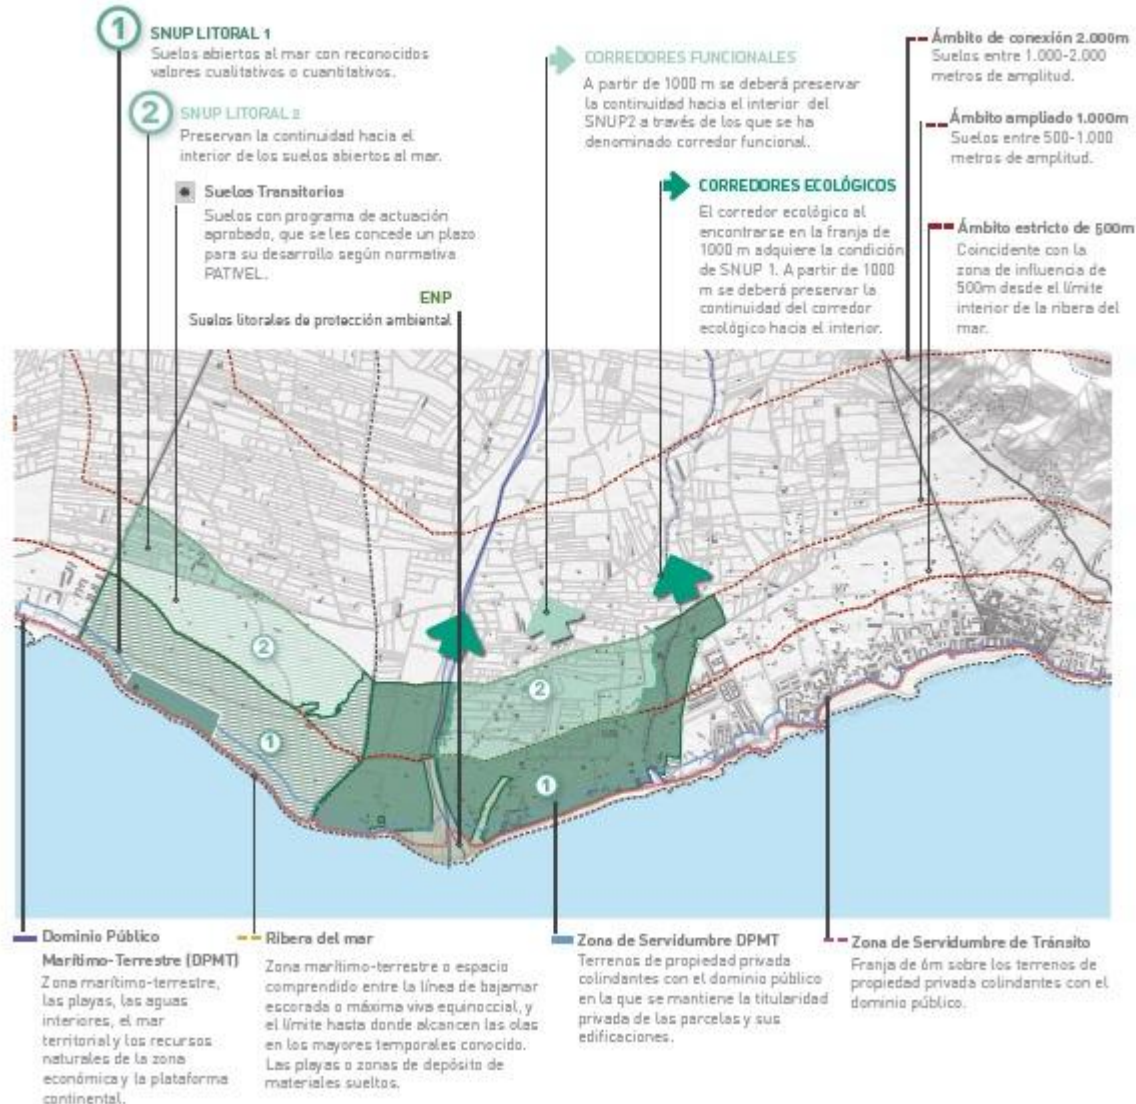 1
SNUP LITORAL 1
Suelos abiertos al mar con reconocidos
valores cualitativos o cuantitativos.
2
SNUP LITORAL 2
Preservan la continuidad hacia el
interior de los suelos abiertos al mar.
Suelos Transitorios
Suelos con programa de actuación
aprobado, que se les concede un plazo
para su desarrollo según normativa
PATIVEL.
ENP
Suelos litorales de protección ambiental
CORREDORES FUNCIONALES
A partir de 1000 m se deberá preservar
la continuidad hacia el interior del
SNUP2 a través de los que se ha
denominado corredor funcional.
CORREDORES ECOLÓGICOS
El corredor ecológico al
encontrarse en la franja de
1000 m adquiere la condición
de SNUP 1. A partir de 1000
m se deberá preservar la
continuidad del corredor
ecológico hacia el interior.
Ámbito de conexión 2.000m
Suelos entre 1.000-2.000
metros de amplitud.
Ámbito ampliado 1.000m
Suelos entre 500-1.000
metros de amplitud.
Ámbito estricto de 500m
Coincidente con la
zona de influencia de
500m desde el límite
interior de la ribera del
mar.
2
1
2
1
Dominio Público
Marítimo-Terrestre (DPMT)
Zona marítimo-terrestre,
las playas, las aguas
interiores, el mar
territorial y los recursos
naturales de la zona
económica y la plataforma
continental.
Ribera del mar
Zona marítimo-terrestre o espacio
comprendido entre la línea de bajamar
escorada o máxima viva equinoccial, y
el límite hasta donde alcancen las olas
en los mayores temporales conocido.
Las playas o zonas de depósito de
materiales sueltos.
Zona de Servidumbre DPMT
Terrenos de propiedad privada
colindantes con el dominio público
en la que se mantiene la titularidad
privada de las parcelas y sus
edificaciones.
Zona de Servidumbre de Tránsito
Franja de 6m sobre los terrenos de
propiedad privada colindantes con el
dominio público.